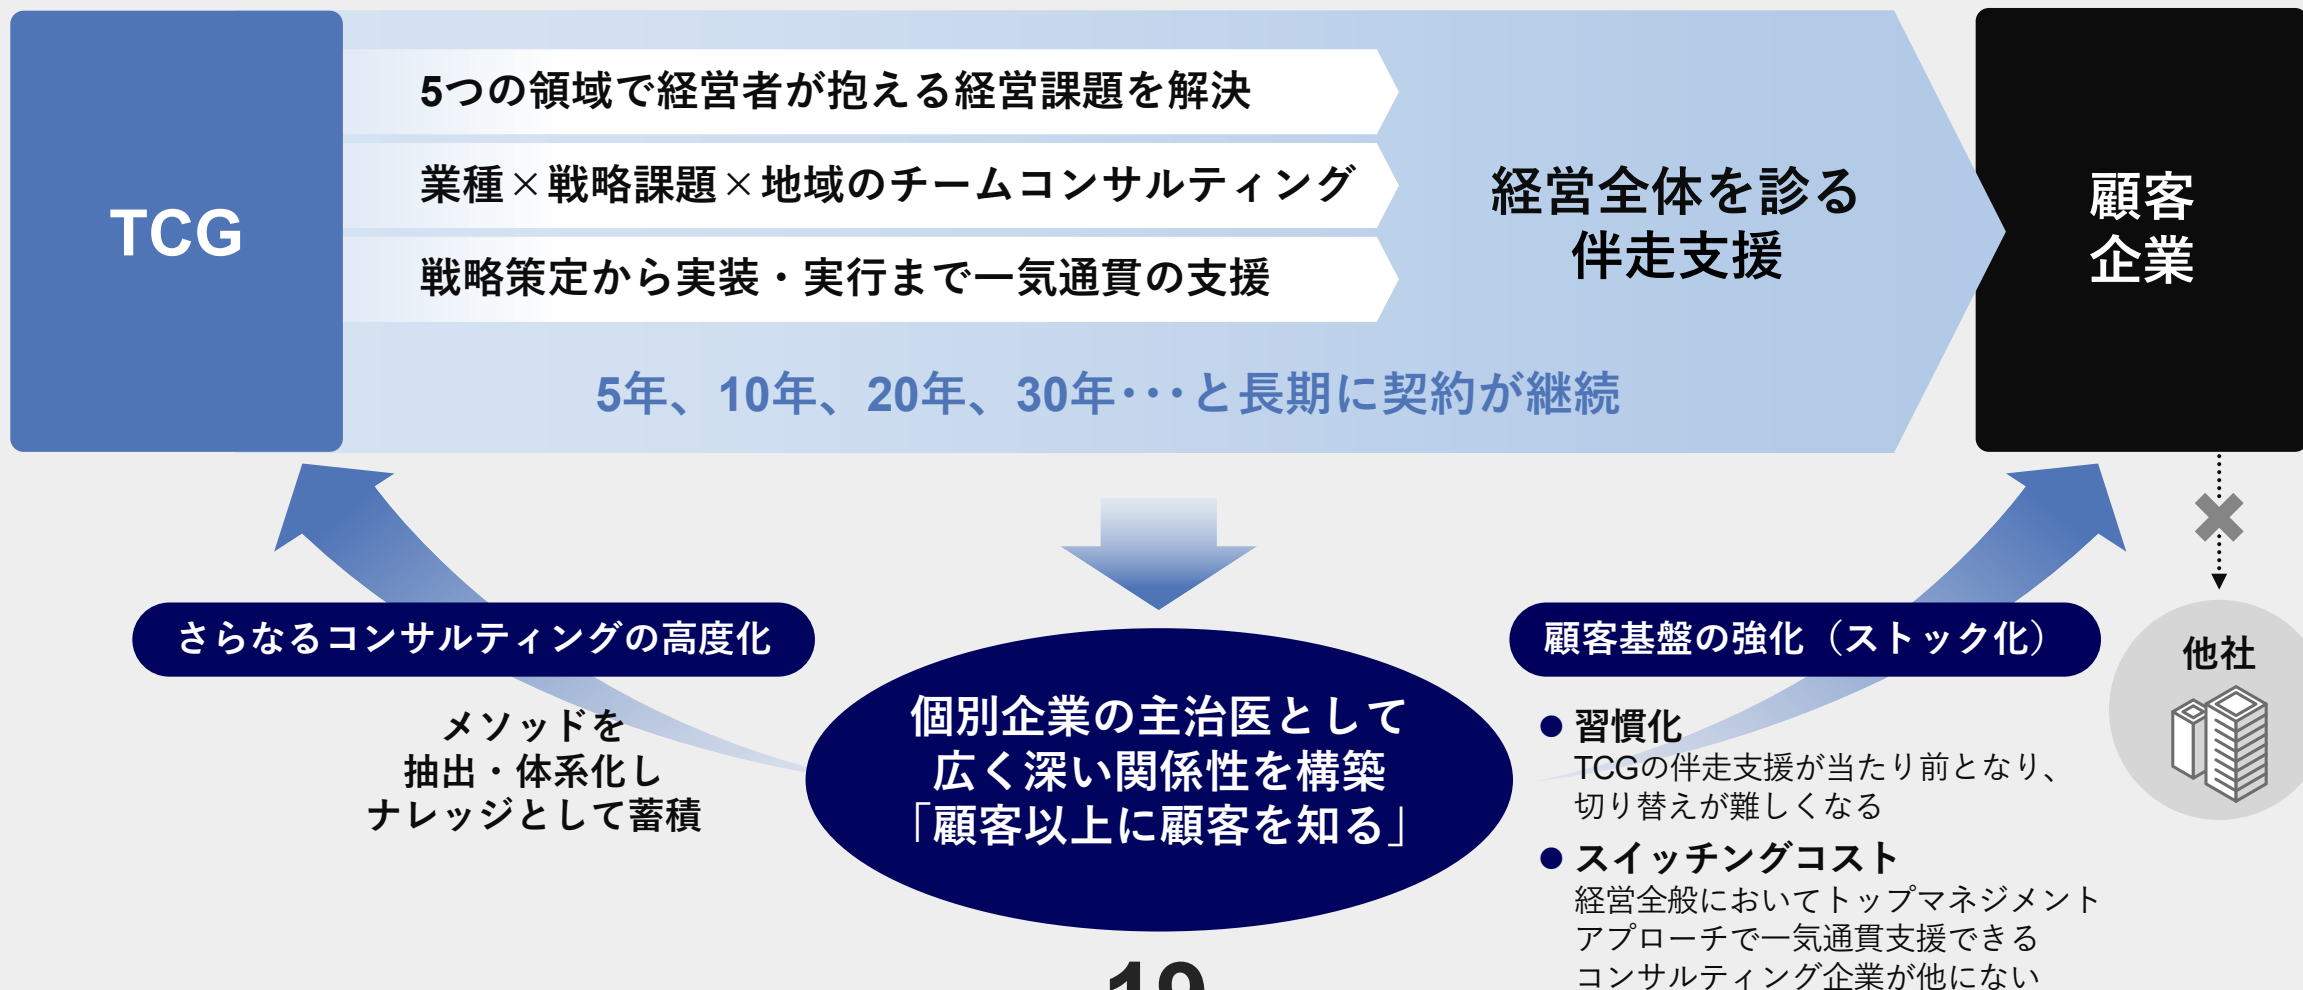 TCG
5つの領域で経営者が抱える経営課題を解決
業種×戦略課題×地域のチームコンサルティング
戦略策定から実装・実行まで一気通貫の支援
経営全体を診る
伴走支援
5年、10年、20年、30年･･･と長期に契約が継続
顧客
企業
さらなるコンサルティングの高度化
メソッドを
抽出・体系化し
ナレッジとして蓄積
個別企業の主治医として
広く深い関係性を構築
「顧客以上に顧客を知る」
顧客基盤の強化（ストック化）
● 習慣化
TCGの伴走支援が当たり前となり、
切り替えが難しくなる
● スイッチングコスト
経営全般においてトップマネジメント
アプローチで一気通貫支援できる
コンサルティング企業が他にない
他社